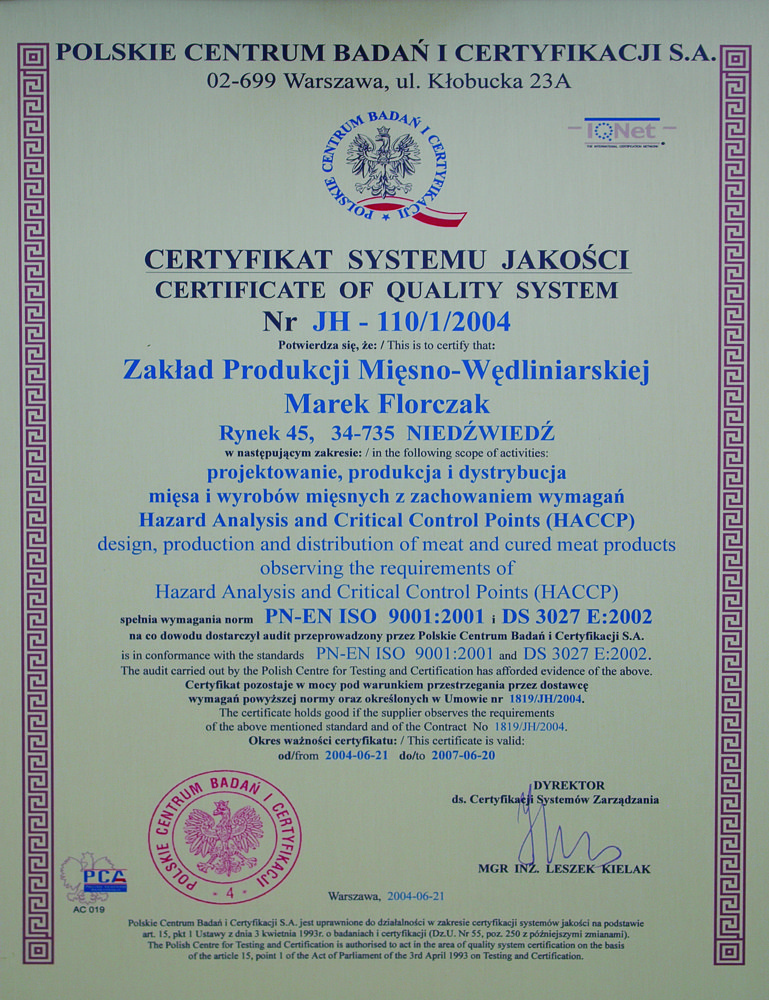 POLSKIE CENTRUM BADAŃ I CERTYFIKACJI S.A.
02-699 Warszawa, ul. Kłobucka 23A
POLSKIE CENTRUM BADAŃ I CERTYFIKACJI
IQNet
THE INTERNATIONAL CERTIFICATION NETWORK
CERTYFIKAT SYSTEMU JAKOŚCI
CERTIFICATE OF QUALITY SYSTEM
Nr JH - 110/1/2004
Potwierdza się, że: / This is to certify that:
Zakład Produkcji Mięsno-Wędliniarskiej
Marek Florczak
Rynek 45, 34-735 NIEDŹWIEDŹ
w następującym zakresie: / in the following scope of activities:
projektowanie, produkcja i dystrybucja
mięsa i wyrobów mięsnych z zachowaniem wymagań
Hazard Analysis and Critical Control Points (HACCP)
design, production and distribution of meat and cured meat products
observing the requirements of
Hazard Analysis and Critical Control Points (HACCP)
spełnia wymagania norm PN-EN ISO 9001:2001 i DS 3027 E:2002
na co dowodu dostarczył audit przeprowadzony przez Polskie Centrum Badań i Certyfikacji S.A.
is in conformance with the standards PN-EN ISO 9001:2001 and DS 3027 E:2002.
The audit carried out by the Polish Centre for Testing and Certification has afforded evidence of the above.
Certyfikat pozostaje w mocy pod warunkiem przestrzegania przez dostawcę
wymagań powyższej normy oraz określonych w Umowie nr 1819/JH/2004.
The certificate holds good if the supplier observes the requirements
of the above mentioned standard and of the Contract No 1819/JH/2004.
Okres ważności certyfikatu: / This certificate is valid:
od/from 2004-06-21 do/to 2007-06-20
DYREKTOR
ds. Certyfikacji Systemów Zarządzania
MGR INŻ. LESZEK KIELAK
POLSKIE CENTRUM BADAŃ I CERTYFIKACJI
- 4 -
PCA
AC 019
Warszawa, 2004-06-21
Polskie Centrum Badań i Certyfikacji S.A. jest uprawnione do działalności w zakresie certyfikacji systemów jakości na podstawie
art. 15, pkt 1 Ustawy z dnia 3 kwietnia 1993r. o badaniach i certyfikacji (Dz.U. Nr 55, poz. 250 z późniejszymi zmianami).
The Polish Centre for Testing and Certification is authorised to act in the area of quality system certification on the basis
of the article 15, point 1 of the Act of Parliament of the 3rd April 1993 on Testing and Certification.